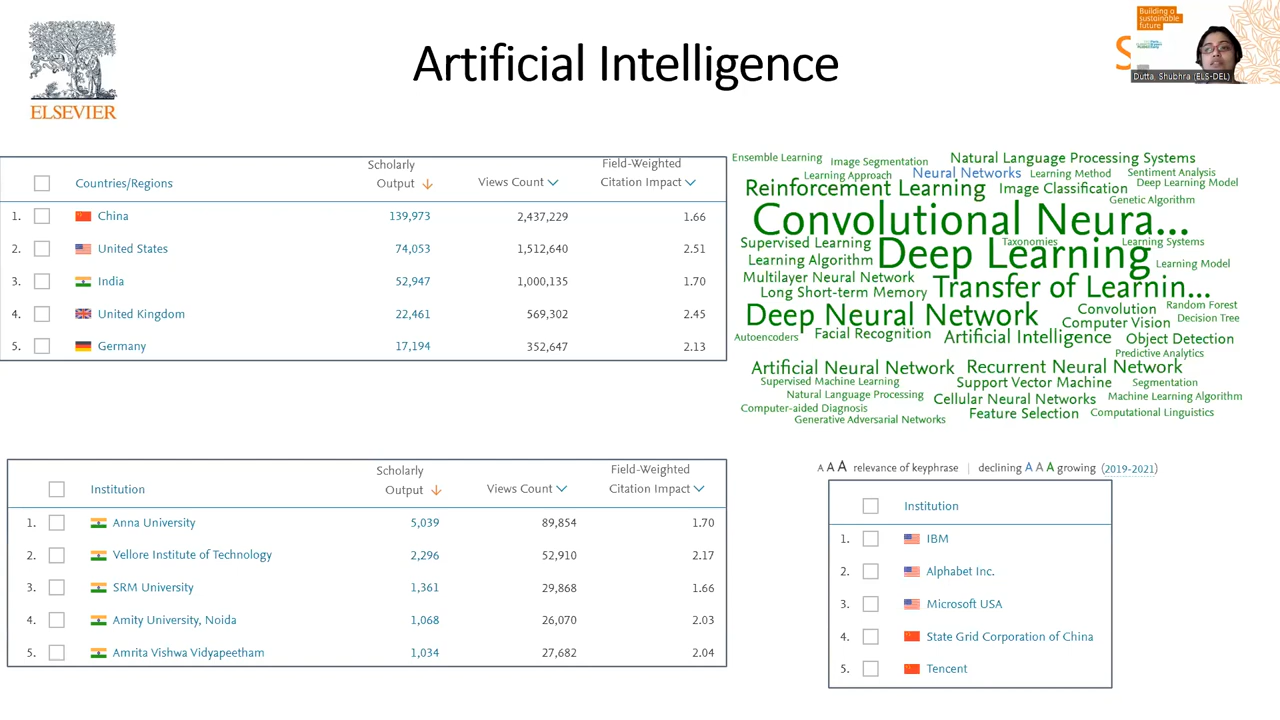 Artificial Intelligence
ELSEVIER
Building a
sustainable
future
Dutta, Shubhra (ELS-DEL)
Countries/Regions Scholarly Output Views Count Field-Weighted Citation Impact
1. China 139,973 2,437,229 1.66
2. United States 74,053 1,512,640 2.51
3. India 52,947 1,000,135 1.70
4. United Kingdom 22,461 569,302 2.45
5. Germany 17,194 352,647 2.13
Ensemble Learning Image Segmentation Natural Language Processing Systems
Learning Approach Neural Networks Learning Method Sentiment Analysis
Reinforcement Learning Image Classification Deep Learning Model
Genetic Algorithm
Convolutional Neura...
Supervised Learning Deep Learning Taxonomies Learning Systems
Learning Algorithm Learning Model
Multilayer Neural Network
Long Short-term Memory Transfer of Learnin...
Deep Neural Network Convolution Random Forest
Computer Vision Decision Tree
Autoencoders Facial Recognition Artificial Intelligence Object Detection
Predictive Analytics
Artificial Neural Network Recurrent Neural Network
Supervised Machine Learning Support Vector Machine Segmentation
Natural Language Processing Cellular Neural Networks Machine Learning Algorithm
Computer-aided Diagnosis Feature Selection Computational Linguistics
Generative Adversarial Networks
A A A relevance of keyphrase | declining A A A growing (2019-2021)
Institution Scholarly Output Views Count Field-Weighted Citation Impact
1. Anna University 5,039 89,854 1.70
2. Vellore Institute of Technology 2,296 52,910 2.17
3. SRM University 1,361 29,868 1.66
4. Amity University, Noida 1,068 26,070 2.03
5. Amrita Vishwa Vidyapeetham 1,034 27,682 2.04
Institution
1. IBM
2. Alphabet Inc.
3. Microsoft USA
4. State Grid Corporation of China
5. Tencent